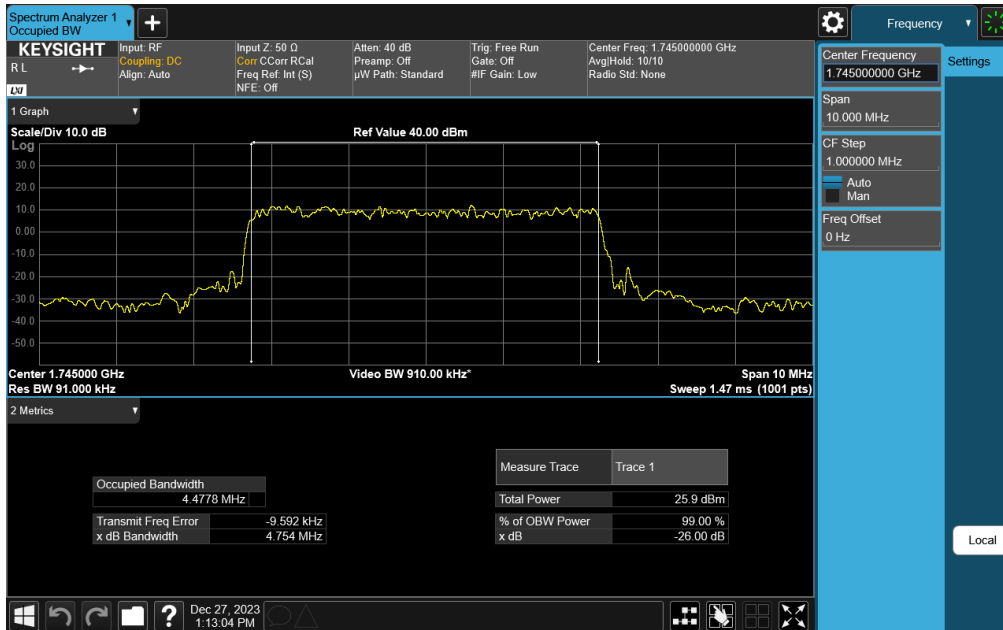 Spectrum Analyzer 1
Occupied BW
Frequency
KEYSIGHT
R L
LXI
Input: RF
Coupling: DC
Align: Auto
Input Z: 50 Ω
Corr CCorr RCal
Freq Ref: Int (S)
NFE: Off
Atten: 40 dB
Preamp: Off
µW Path: Standard
Trig: Free Run
Gate: Off
#IF Gain: Low
Center Freq: 1.745000000 GHz
Avg|Hold: 10/10
Radio Std: None
Center Frequency
1.745000000 GHz
Settings
Span
10.000 MHz
CF Step
1.000000 MHz
Auto
Man
Freq Offset
0 Hz
Local
1 Graph
Scale/Div 10.0 dB
Ref Value 40.00 dBm
Log
30.0
20.0
10.0
0.00
-10.0
-20.0
-30.0
-40.0
-50.0
Center 1.745000 GHz
Video BW 910.00 kHz*
Span 10 MHz
Res BW 91.000 kHz
Sweep 1.47 ms (1001 pts)
2 Metrics
Occupied Bandwidth
4.4778 MHz
Transmit Freq Error -9.592 kHz
x dB Bandwidth 4.754 MHz
Measure Trace Trace 1
Total Power 25.9 dBm
% of OBW Power 99.00 %
x dB -26.00 dB
?
Dec 27, 2023
1:13:04 PM